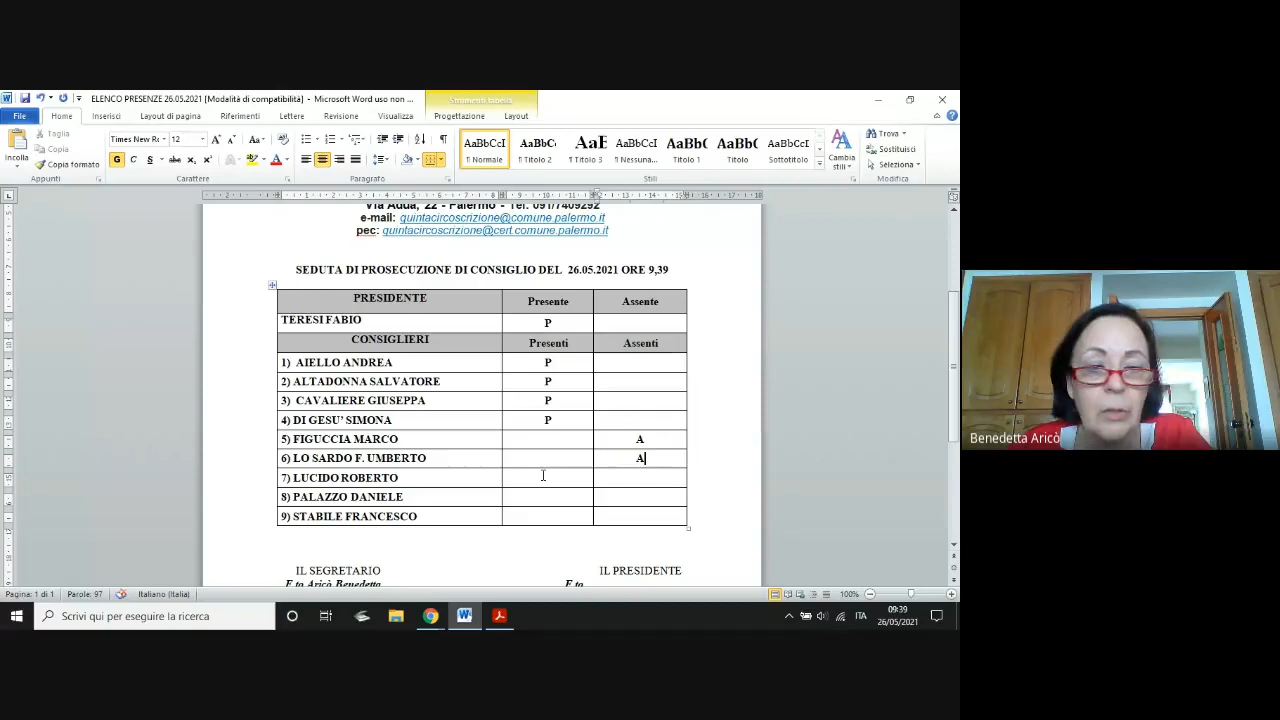 ELENCO PRESENZE 26.05.2021 [Modalità di compatibilità] - Microsoft Word uso non ...
Strumenti tabella
File Home Inserisci Layout di pagina Riferimenti Lettere Revisione Visualizza Progettazione Layout
Incolla
Taglia
Copia
Copia formato
Appunti
Times New Ro 12
G C S abc
Carattere
Paragrafo
AaBbCcI AaBbC AaBb AaBbCcI AaBbC AaBbC AaBbCcI
¶ Normale ¶ Titolo 2 ¶ Titolo 3 ¶ Nessuna... Titolo 1 Titolo Sottotitolo
Stili
Cambia stili
Trova
Sostituisci
Seleziona
Modifica
Via Adda, 22 - Palermo - Tel. 091/7409292
e-mail: quintacircoscrizione@comune.palermo.it
pec: quintacircoscrizione@cert.comune.palermo.it
SEDUTA DI PROSECUZIONE DI CONSIGLIO DEL 26.05.2021 ORE 9,39
PRESIDENTE Presente Assente
TERESI FABIO P
CONSIGLIERI Presenti Assenti
1) AIELLO ANDREA P
2) ALTADONNA SALVATORE P
3) CAVALIERE GIUSEPPA P
4) DI GESU' SIMONA P
5) FIGUCCIA MARCO A
6) LO SARDO F. UMBERTO A
7) LUCIDO ROBERTO
8) PALAZZO DANIELE
9) STABILE FRANCESCO
IL SEGRETARIO IL PRESIDENTE
F.to Aricò Benedetta F.to
Pagina: 1 di 1 Parole: 97 Italiano (Italia) 100%
Scrivi qui per eseguire la ricerca
ITA
09:39
26/05/2021
Benedetta Aricò